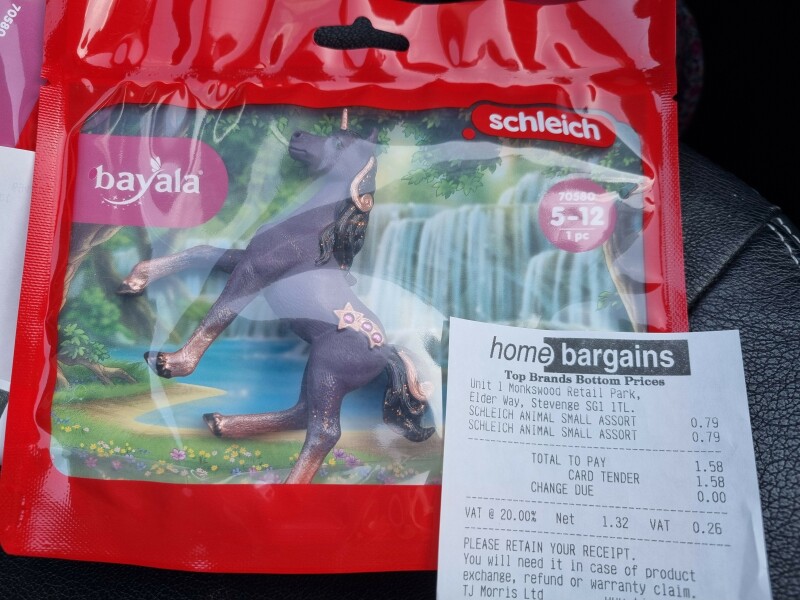 70580
schleich
bayala®
70580
5-12
1 pc
home bargains
Top Brands Bottom Prices
Unit 1 Monkswood Retail Park,
Elder Way, Stevenge SG1 1TL.
SCHLEICH ANIMAL SMALL ASSORT 0.79
SCHLEICH ANIMAL SMALL ASSORT 0.79
TOTAL TO PAY 1.58
CARD TENDER 1.58
CHANGE DUE 0.00
VAT @ 20.00% Net 1.32 VAT 0.26
PLEASE RETAIN YOUR RECEIPT.
You will need it in case of product
exchange, refund or warranty claim.
TJ Morris Ltd